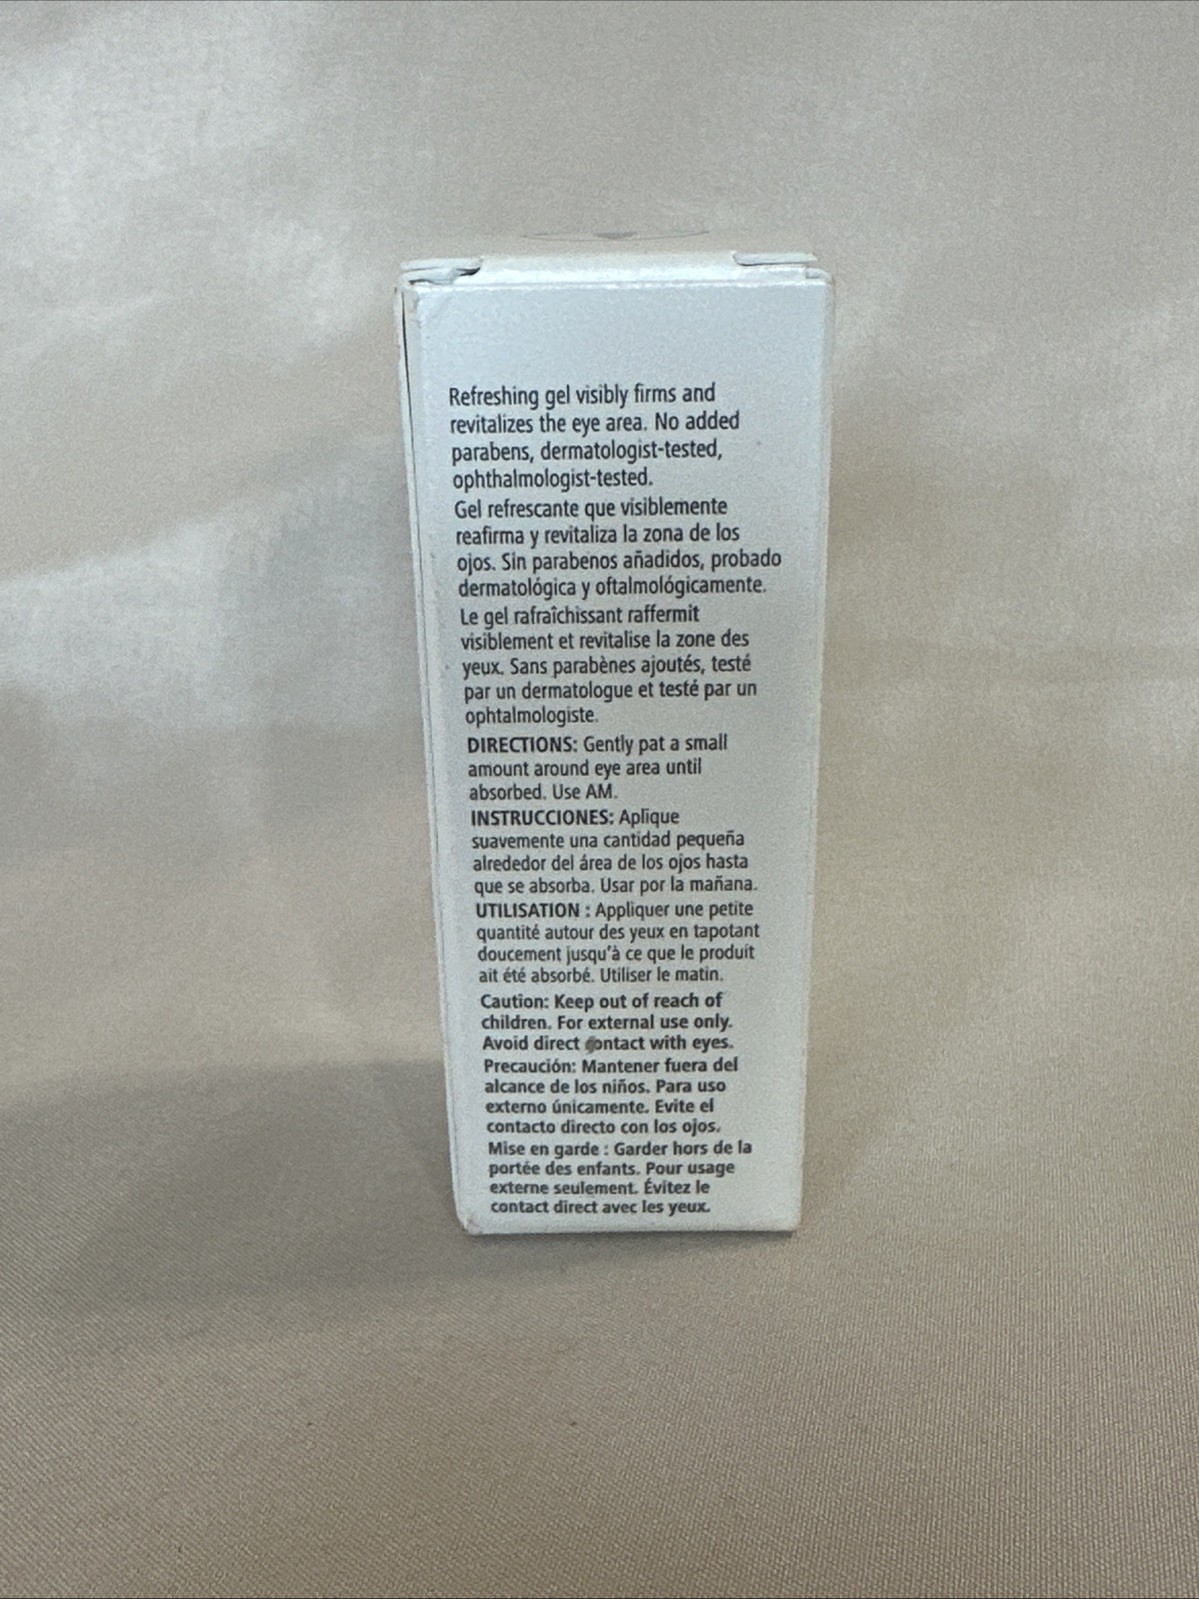 Refreshing gel visibly firms and
revitalizes the eye area. No added
parabens, dermatologist-tested,
ophthalmologist-tested.
Gel refrescante que visiblemente
reafirma y revitaliza la zona de los
ojos. Sin parabenos añadidos, probado
dermatológica y oftalmológicamente.
Le gel rafraîchissant raffermit
visiblement et revitalise la zone des
yeux. Sans parabènes ajoutés, testé
par un dermatologue et testé par un
ophtalmologiste.
DIRECTIONS: Gently pat a small
amount around eye area until
absorbed. Use AM.
INSTRUCCIONES: Aplique
suavemente una cantidad pequeña
alrededor del área de los ojos hasta
que se absorba. Usar por la mañana.
UTILISATION : Appliquer une petite
quantité autour des yeux en tapotant
doucement jusqu'à ce que le produit
ait été absorbé. Utiliser le matin.
Caution: Keep out of reach of
children. For external use only.
Avoid direct contact with eyes.
Precaución: Mantener fuera del
alcance de los niños. Para uso
externo únicamente. Evite el
contacto directo con los ojos.
Mise en garde : Garder hors de la
portée des enfants. Pour usage
externe seulement. Évitez le
contact direct avec les yeux.